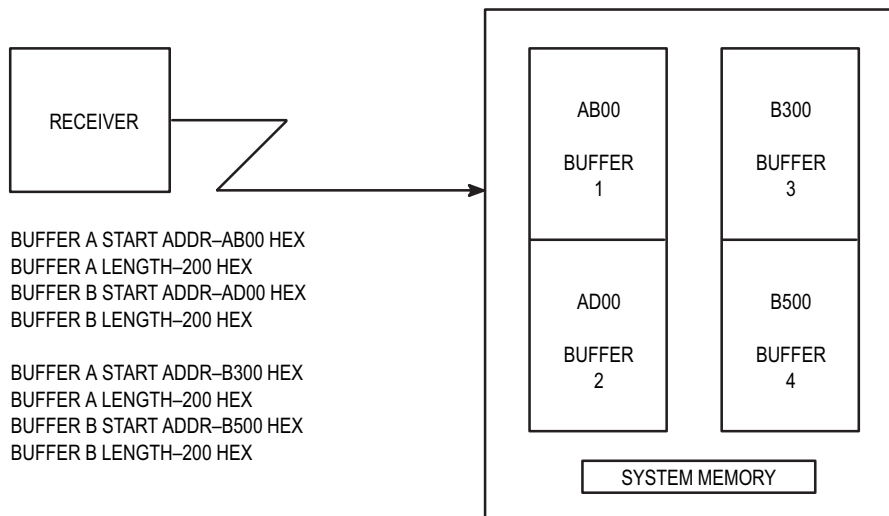 RECEIVER
BUFFER A START ADDR–AB00 HEX
BUFFER A LENGTH–200 HEX
BUFFER B START ADDR–AD00 HEX
BUFFER B LENGTH–200 HEX
BUFFER A START ADDR–B300 HEX
BUFFER A LENGTH–200 HEX
BUFFER B START ADDR–B500 HEX
BUFFER B LENGTH–200 HEX
AB00
BUFFER
1
AD00
BUFFER
2
B300
BUFFER
3
B500
BUFFER
4
SYSTEM MEMORY